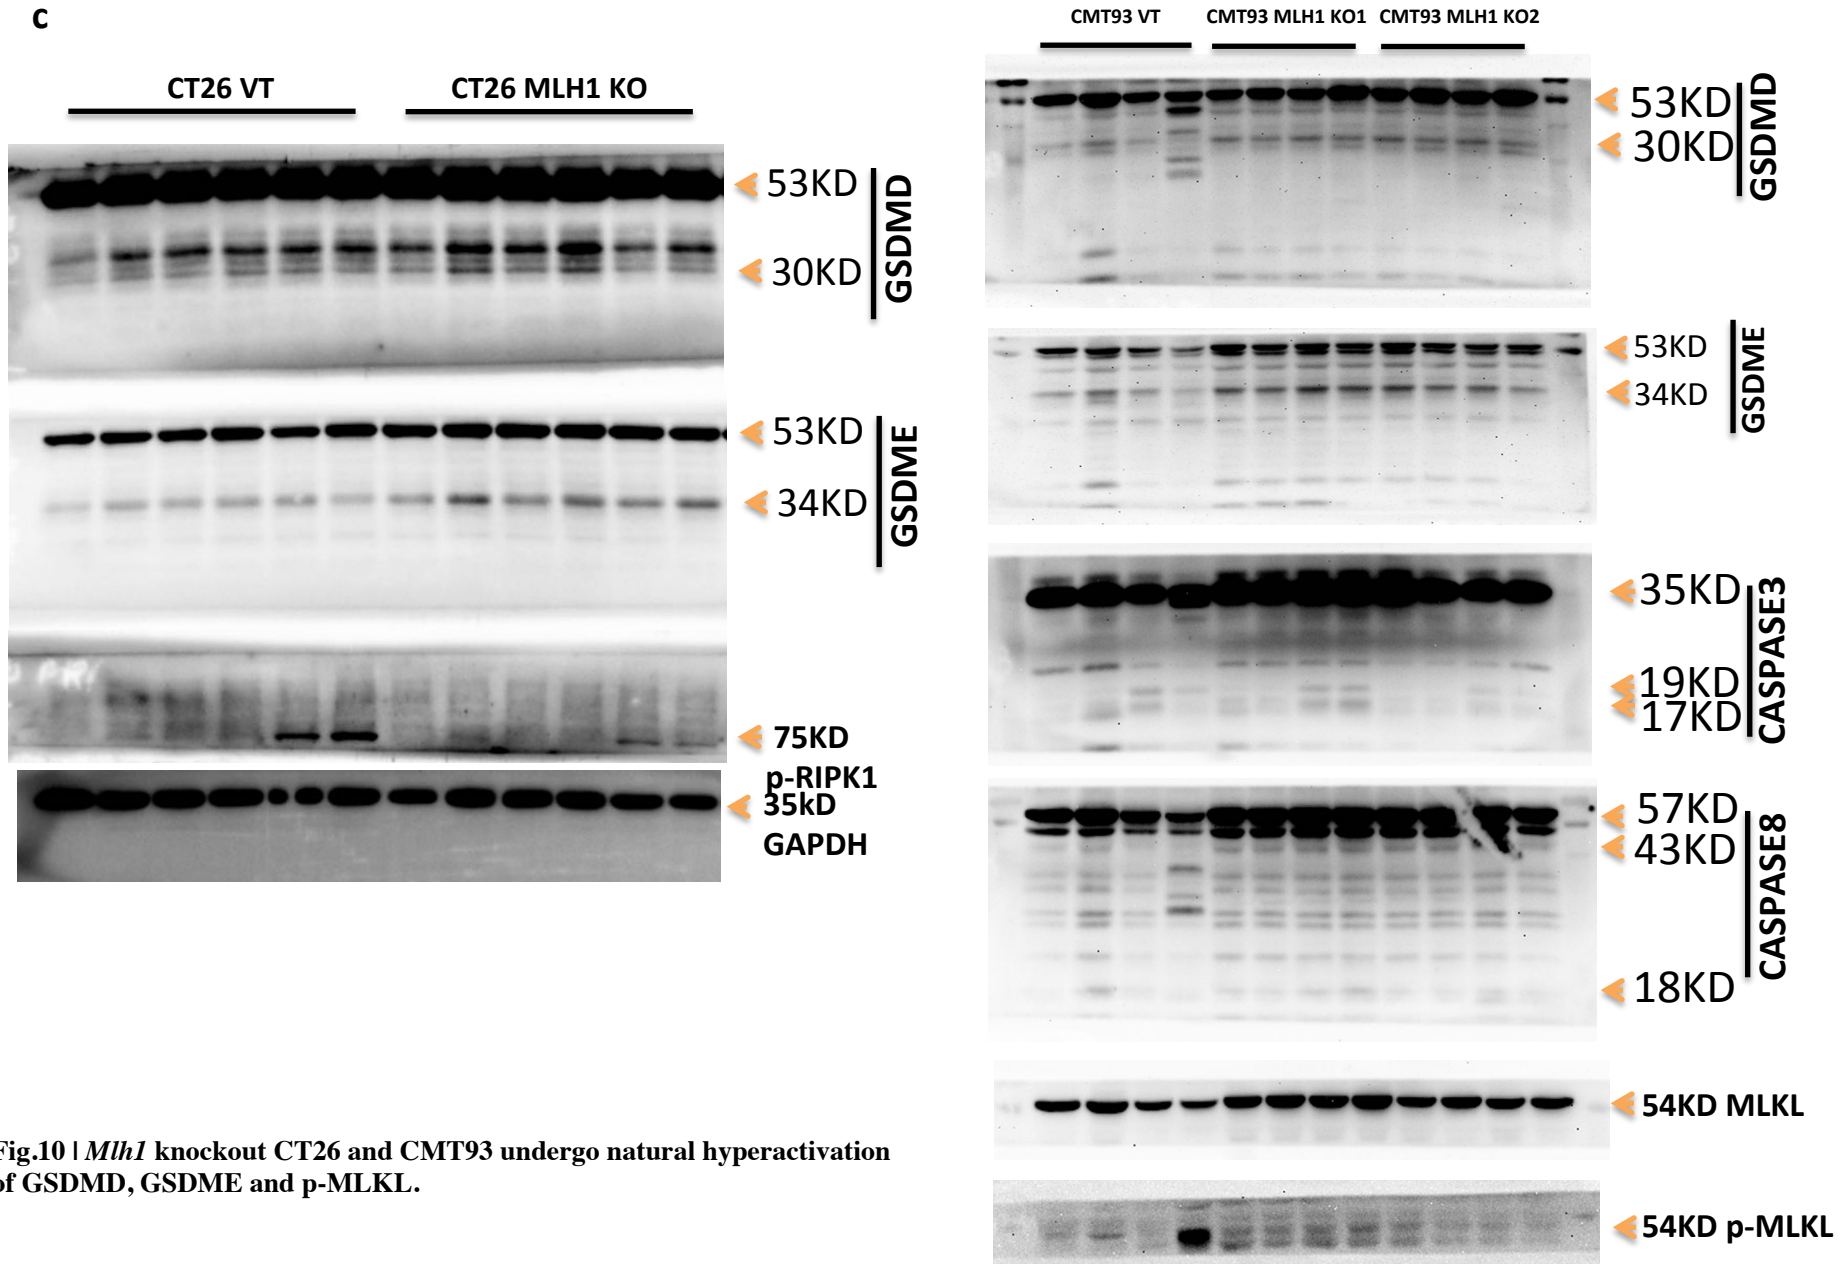 c
CT26 VT
CT26 MLH1 KO
53KD
30KD
GSDMD
53KD
34KD
GSDME
75KD
p-RIPK1
35kD
GAPDH
Fig.10 | Mlh1 knockout CT26 and CMT93 undergo natural hyperactivation
of GSDMD, GSDME and p-MLKL.
CMT93 VT
CMT93 MLH1 KO1
CMT93 MLH1 KO2
53KD
30KD
GSDMD
53KD
34KD
GSDME
35KD
19KD
17KD
CASPASE3
57KD
43KD
18KD
CASPASE8
54KD MLKL
54KD p-MLKL